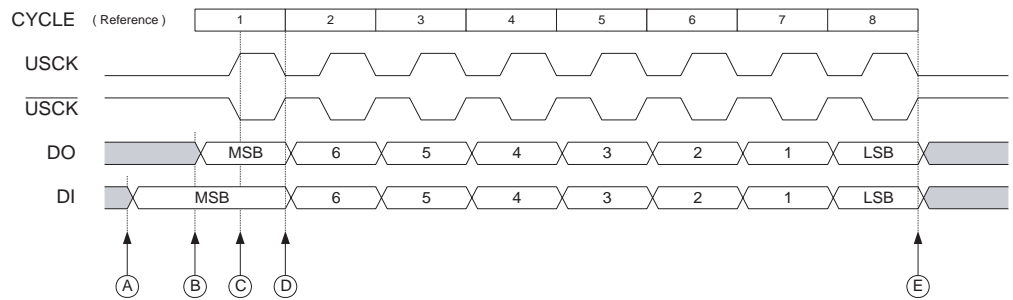 CYCLE ( Reference ) 1 2 3 4 5 6 7 8
USCK
USCK
DO MSB 6 5 4 3 2 1 LSB
DI MSB 6 5 4 3 2 1 LSB
A B C D E